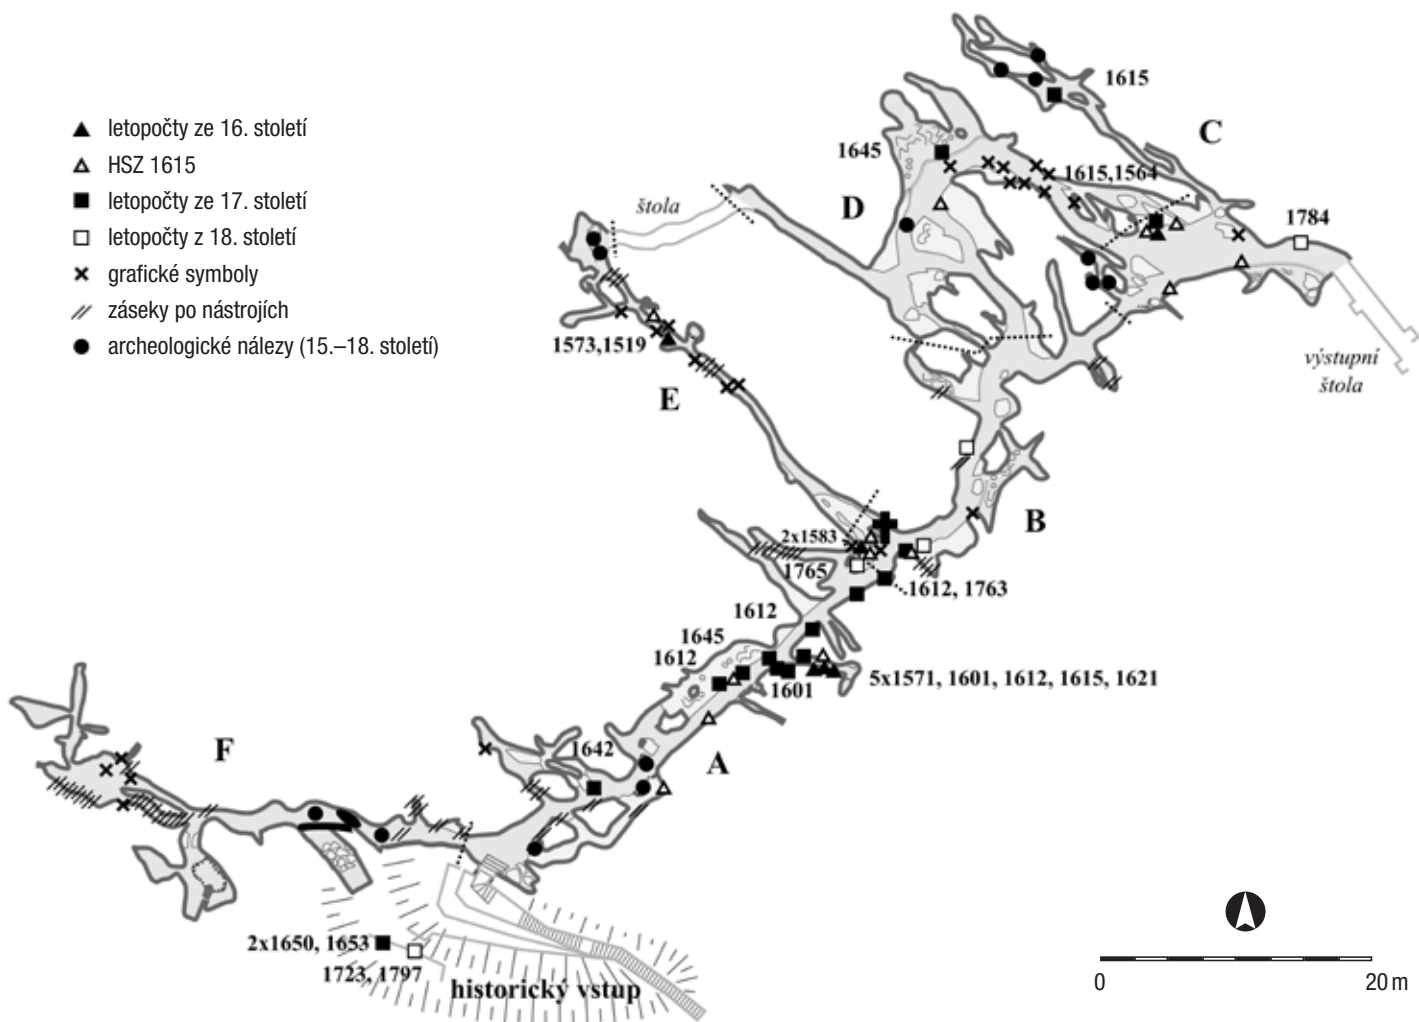 letopočty ze 16. století
HSZ 1615
letopočty ze 17. století
letopočty z 18. století
grafické symboly
záseky po nástrojích
archeologické nálezy (15.–18. století)
1615
C
1645
1615,1564
štola
D
1784
1573,1519
výstupní
štola
E
B
2x1583
1765
1612, 1763
1612
1645
1612
5x1571, 1601, 1612, 1615, 1621
1601
F
1642
A
2x1650, 1653
1723, 1797
historický vstup
0
20 m